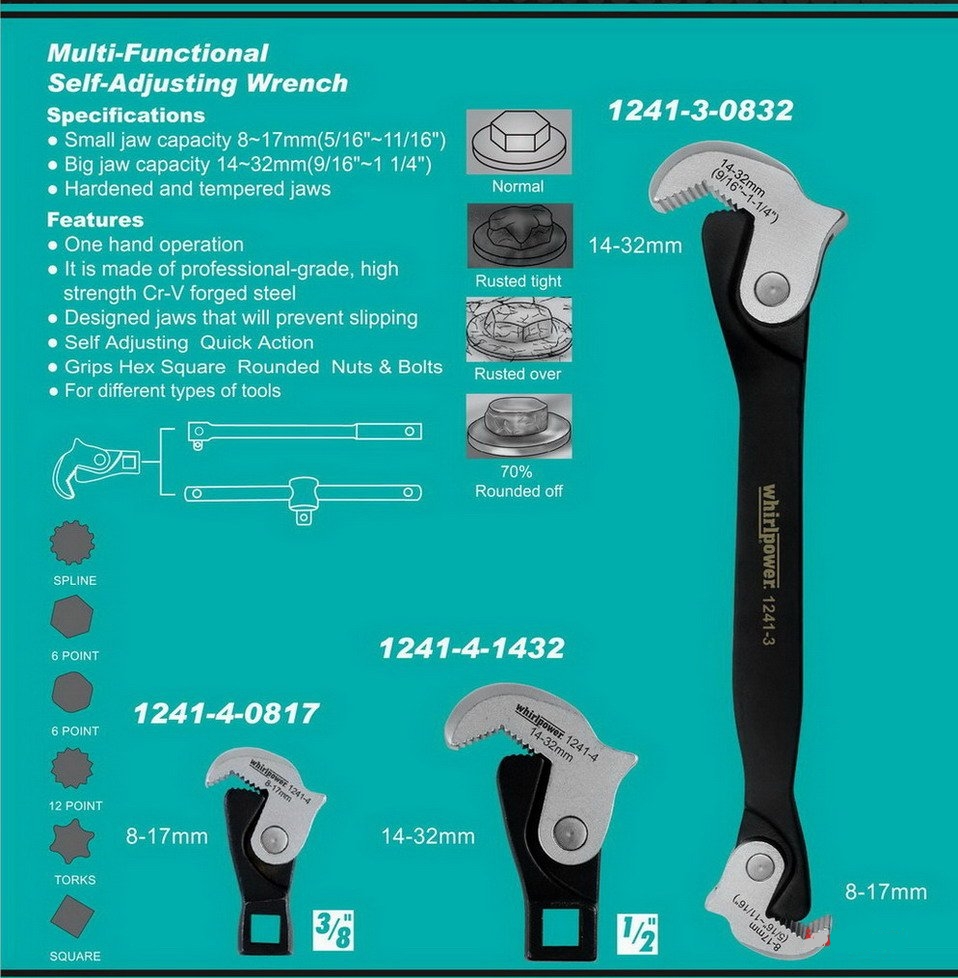 Multi-Functional
Self-Adjusting Wrench
Specifications
● Small jaw capacity 8~17mm(5/16"~11/16")
● Big jaw capacity 14~32mm(9/16"~1 1/4")
● Hardened and tempered jaws
Features
● One hand operation
● It is made of professional-grade, high
strength Cr-V forged steel
● Designed jaws that will prevent slipping
● Self Adjusting Quick Action
● Grips Hex Square Rounded Nuts & Bolts
● For different types of tools
Normal
Rusted tight
Rusted over
70%
Rounded off
1241-3-0832
14-32mm
(9/16"~1-1/4")
14-32mm
whirlpower 1241-3
8-17mm
8-17mm
(5/16"~11/16")
SPLINE
6 POINT
6 POINT
12 POINT
TORKS
SQUARE
1241-4-0817
whirlpower 1241-4
8-17mm
8-17mm
3/8"
1241-4-1432
whirlpower 1241-4
14-32mm
14-32mm
1/2"